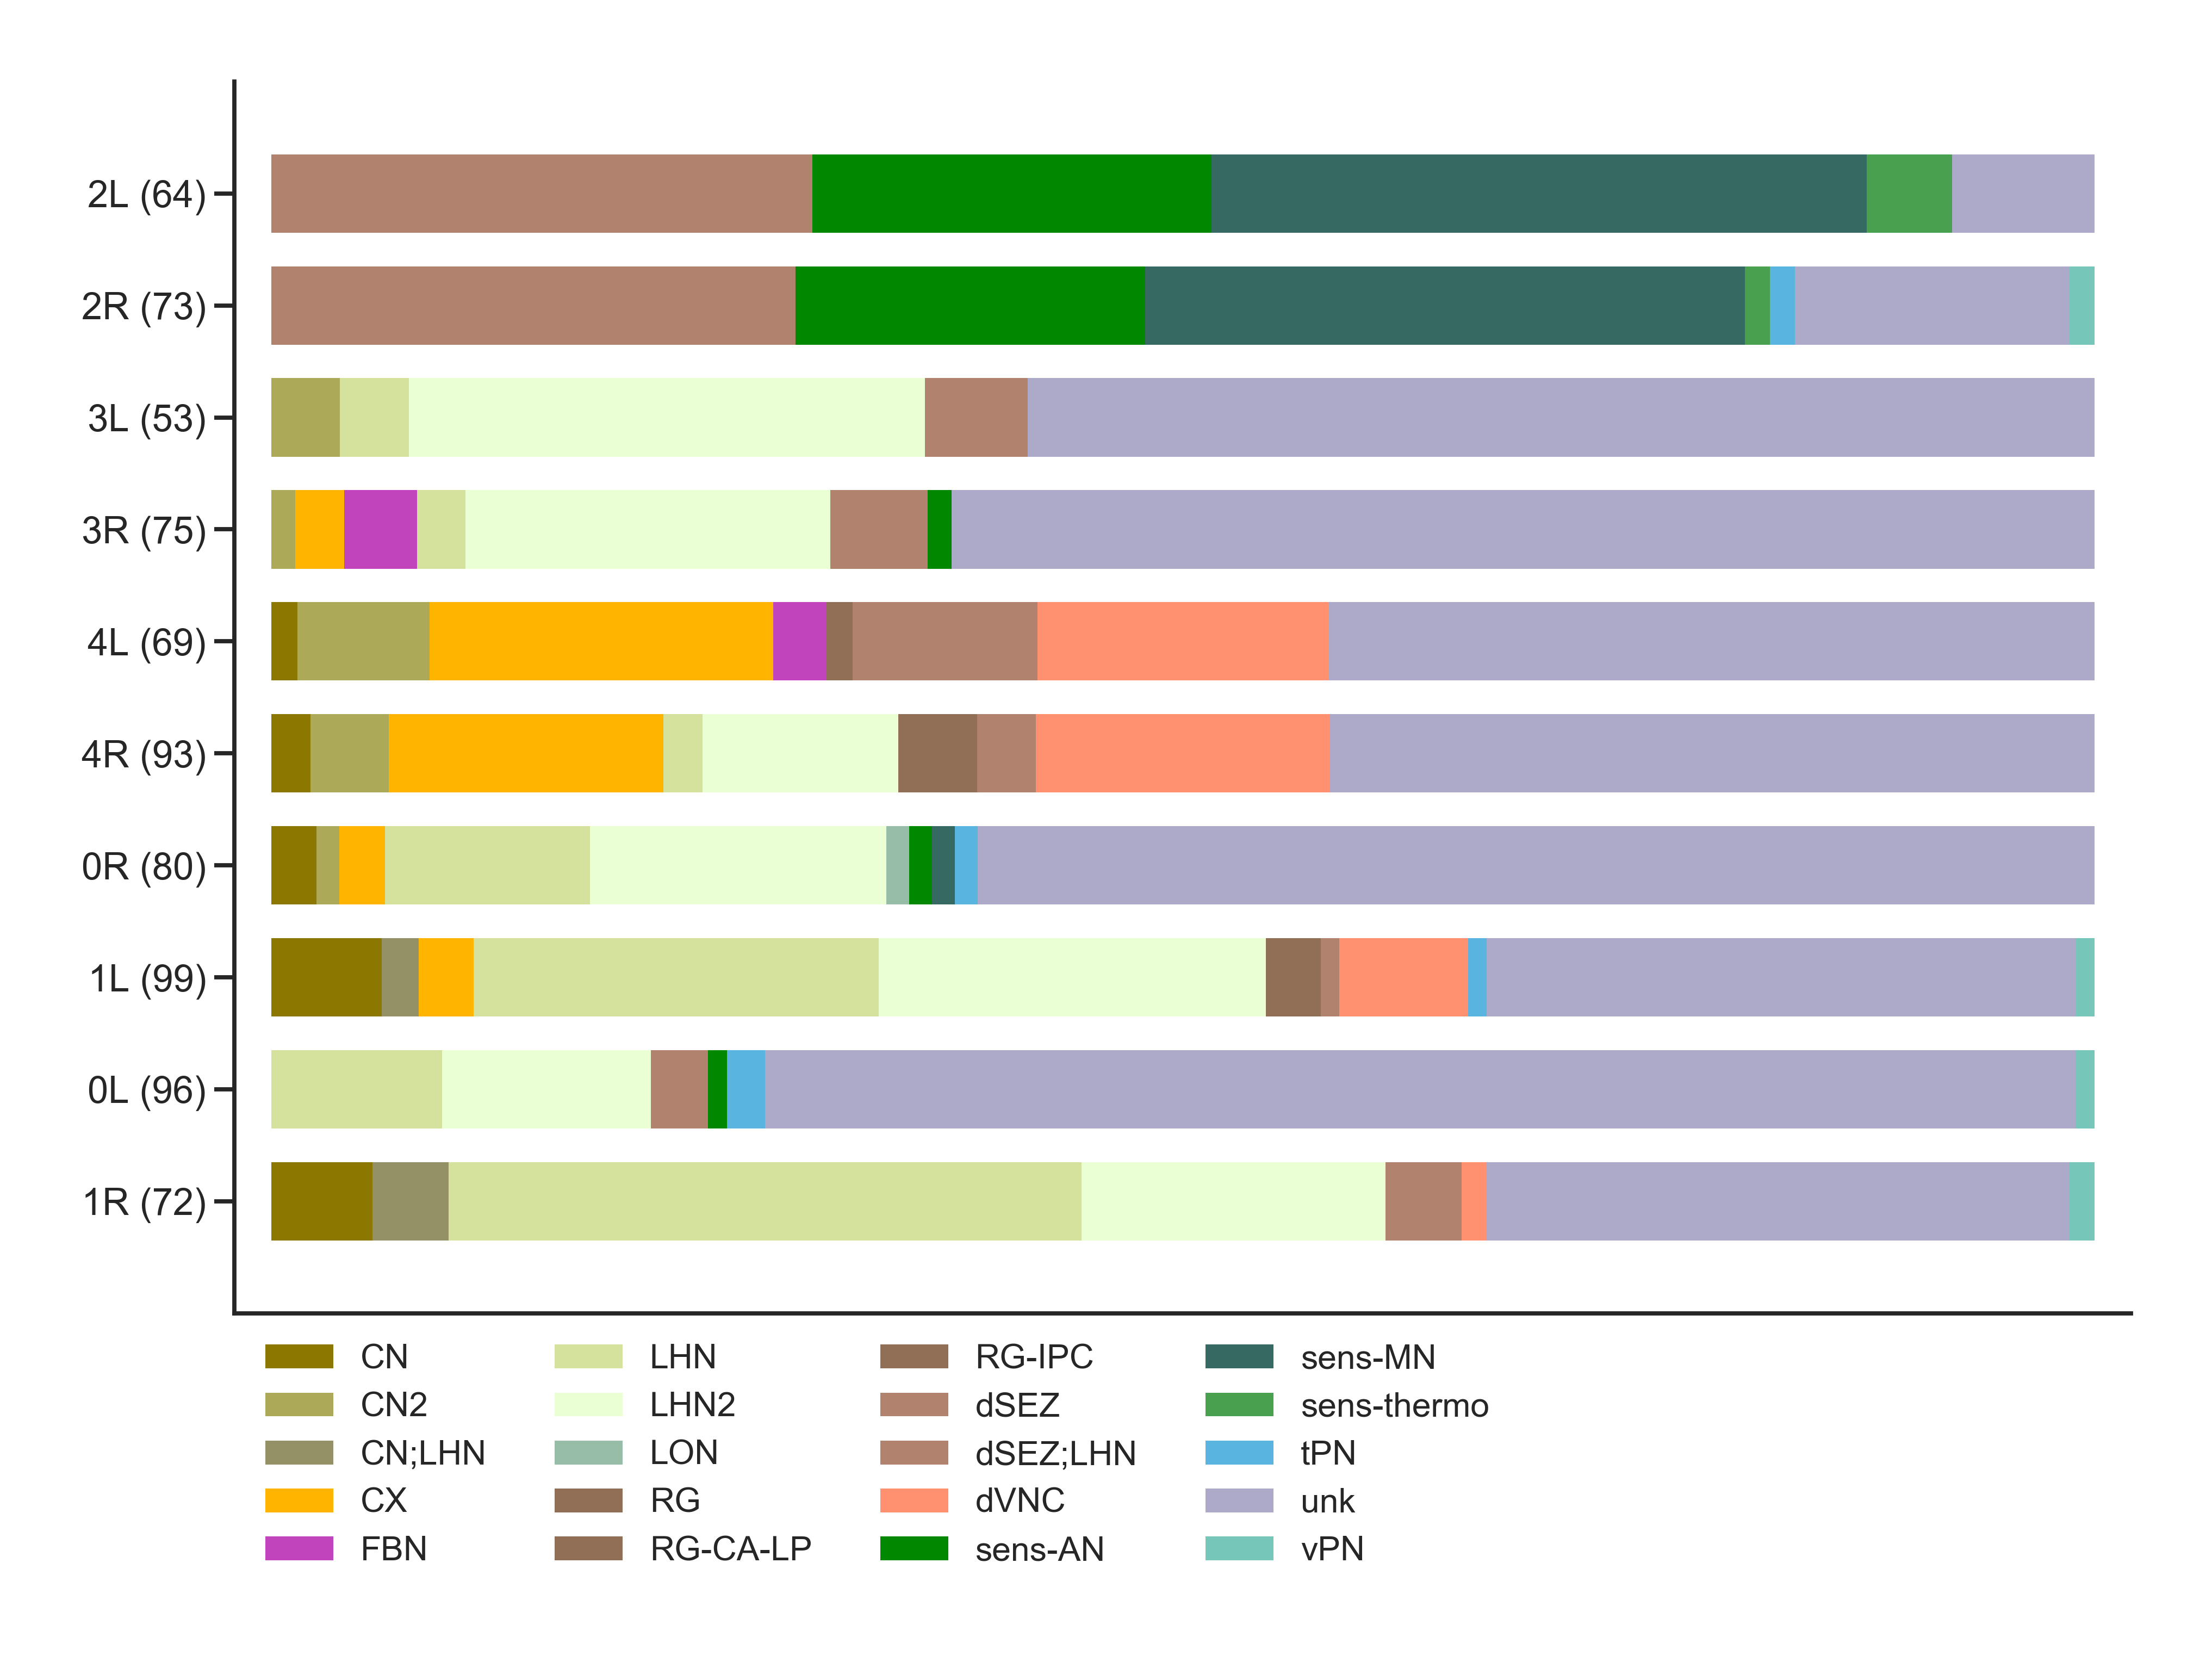 2L (64)
2R (73)
3L (53)
3R (75)
4L (69)
4R (93)
0R (80)
1L (99)
0L (96)
1R (72)
CN LHN RG-IPC sens-MN
CN2 LHN2 dSEZ sens-thermo
CN;LHN LON dSEZ;LHN tPN
CX RG dVNC unk
FBN RG-CA-LP sens-AN vPN